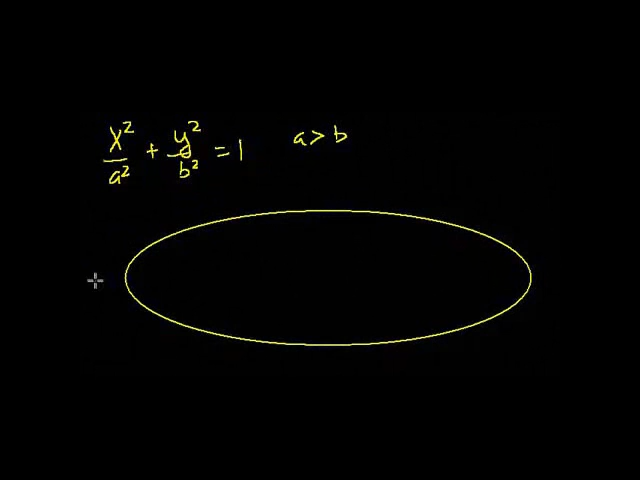 x²/a² + y²/b² = 1 a > b